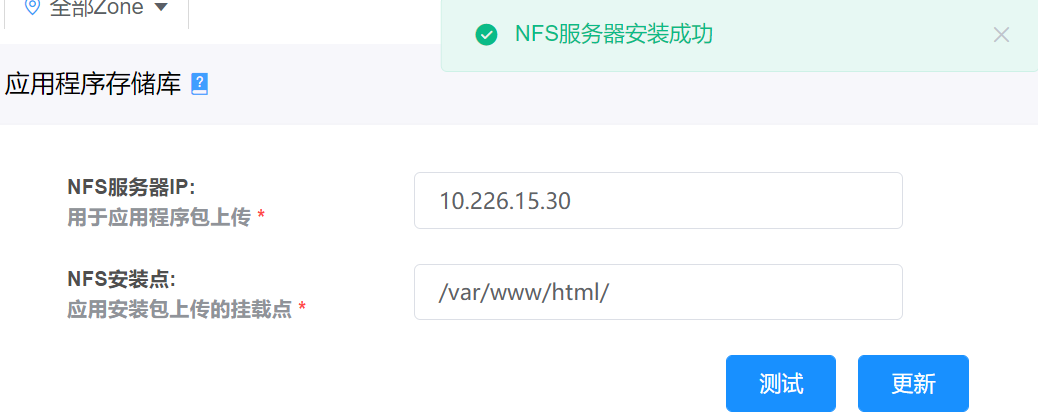 全部Zone
NFS服务器安装成功
应用程序存储库
NFS服务器IP:
用于应用程序包上传 *
10.226.15.30
NFS安装点:
应用安装包上传的挂载点 *
/var/www/html/
测试
更新